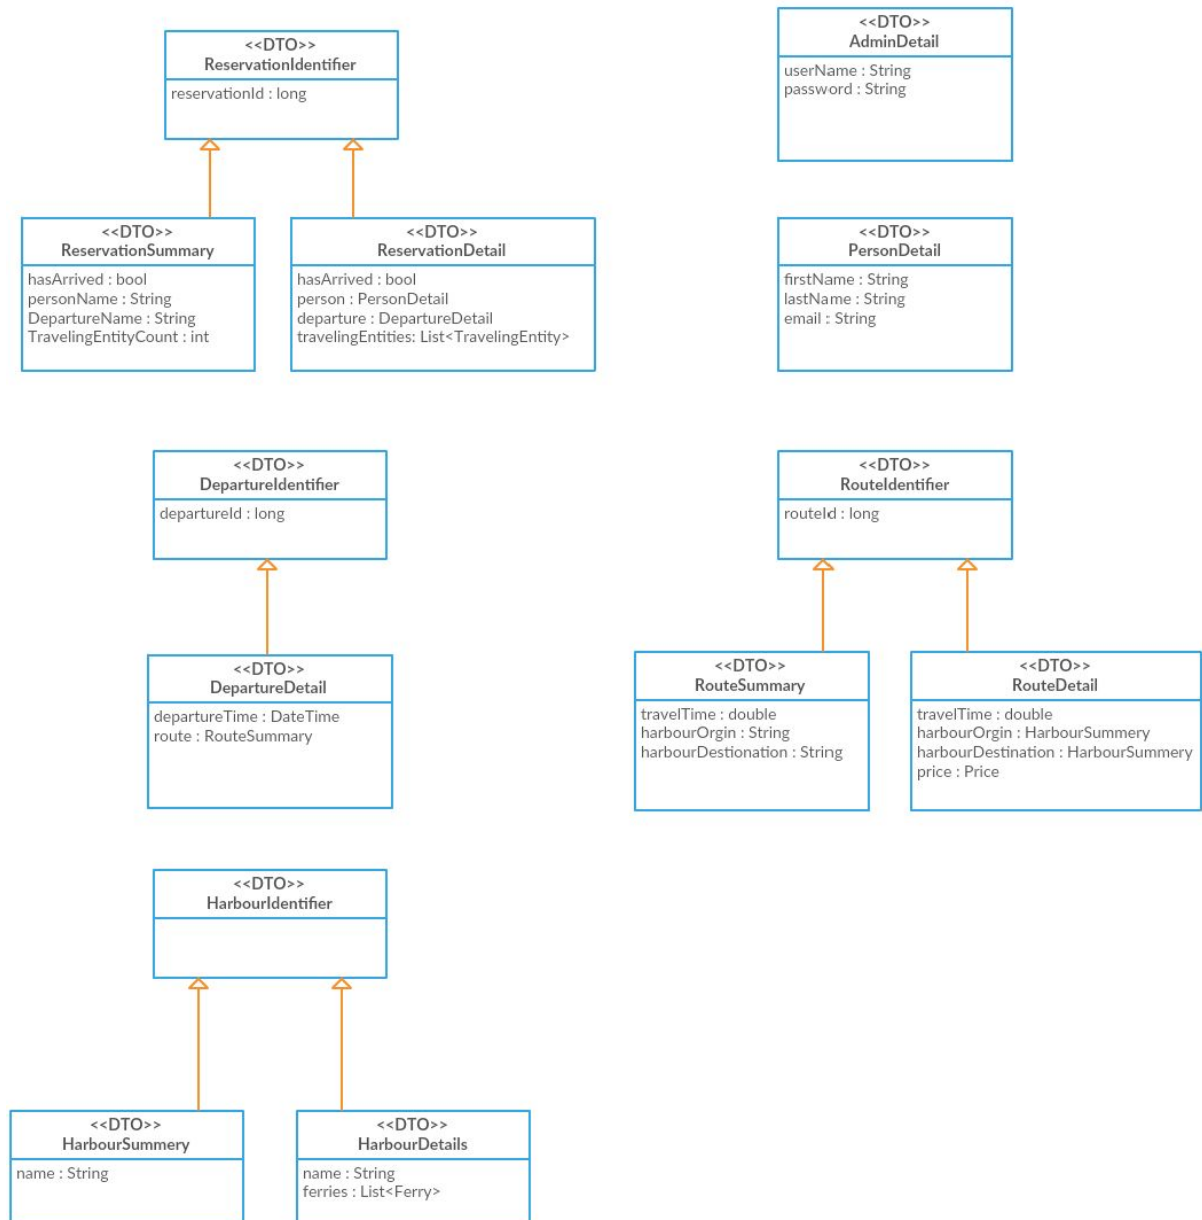 <<DTO>>
ReservationIdentifier
reservationId : long
<<DTO>>
AdminDetail
userName : String
password : String
<<DTO>>
ReservationSummary
hasArrived : bool
personName : String
DepartureName : String
TravelingEntityCount : int
<<DTO>>
ReservationDetail
hasArrived : bool
person : PersonDetail
departure : DepartureDetail
travelingEntities: List<TravelingEntity>
<<DTO>>
PersonDetail
firstName : String
lastName : String
email : String
<<DTO>>
DepartureIdentifier
departureId : long
<<DTO>>
RouteIdentifier
routeId : long
<<DTO>>
DepartureDetail
departureTime : DateTime
route : RouteSummary
<<DTO>>
RouteSummary
travelTime : double
harbourOrgin : String
harbourDestionation : String
<<DTO>>
RouteDetail
travelTime : double
harbourOrgin : HarbourSummery
harbourDestination : HarbourSummery
price : Price
<<DTO>>
HarbourIdentifier
<<DTO>>
HarbourSummery
name : String
<<DTO>>
HarbourDetails
name : String
ferries : List<Ferry>